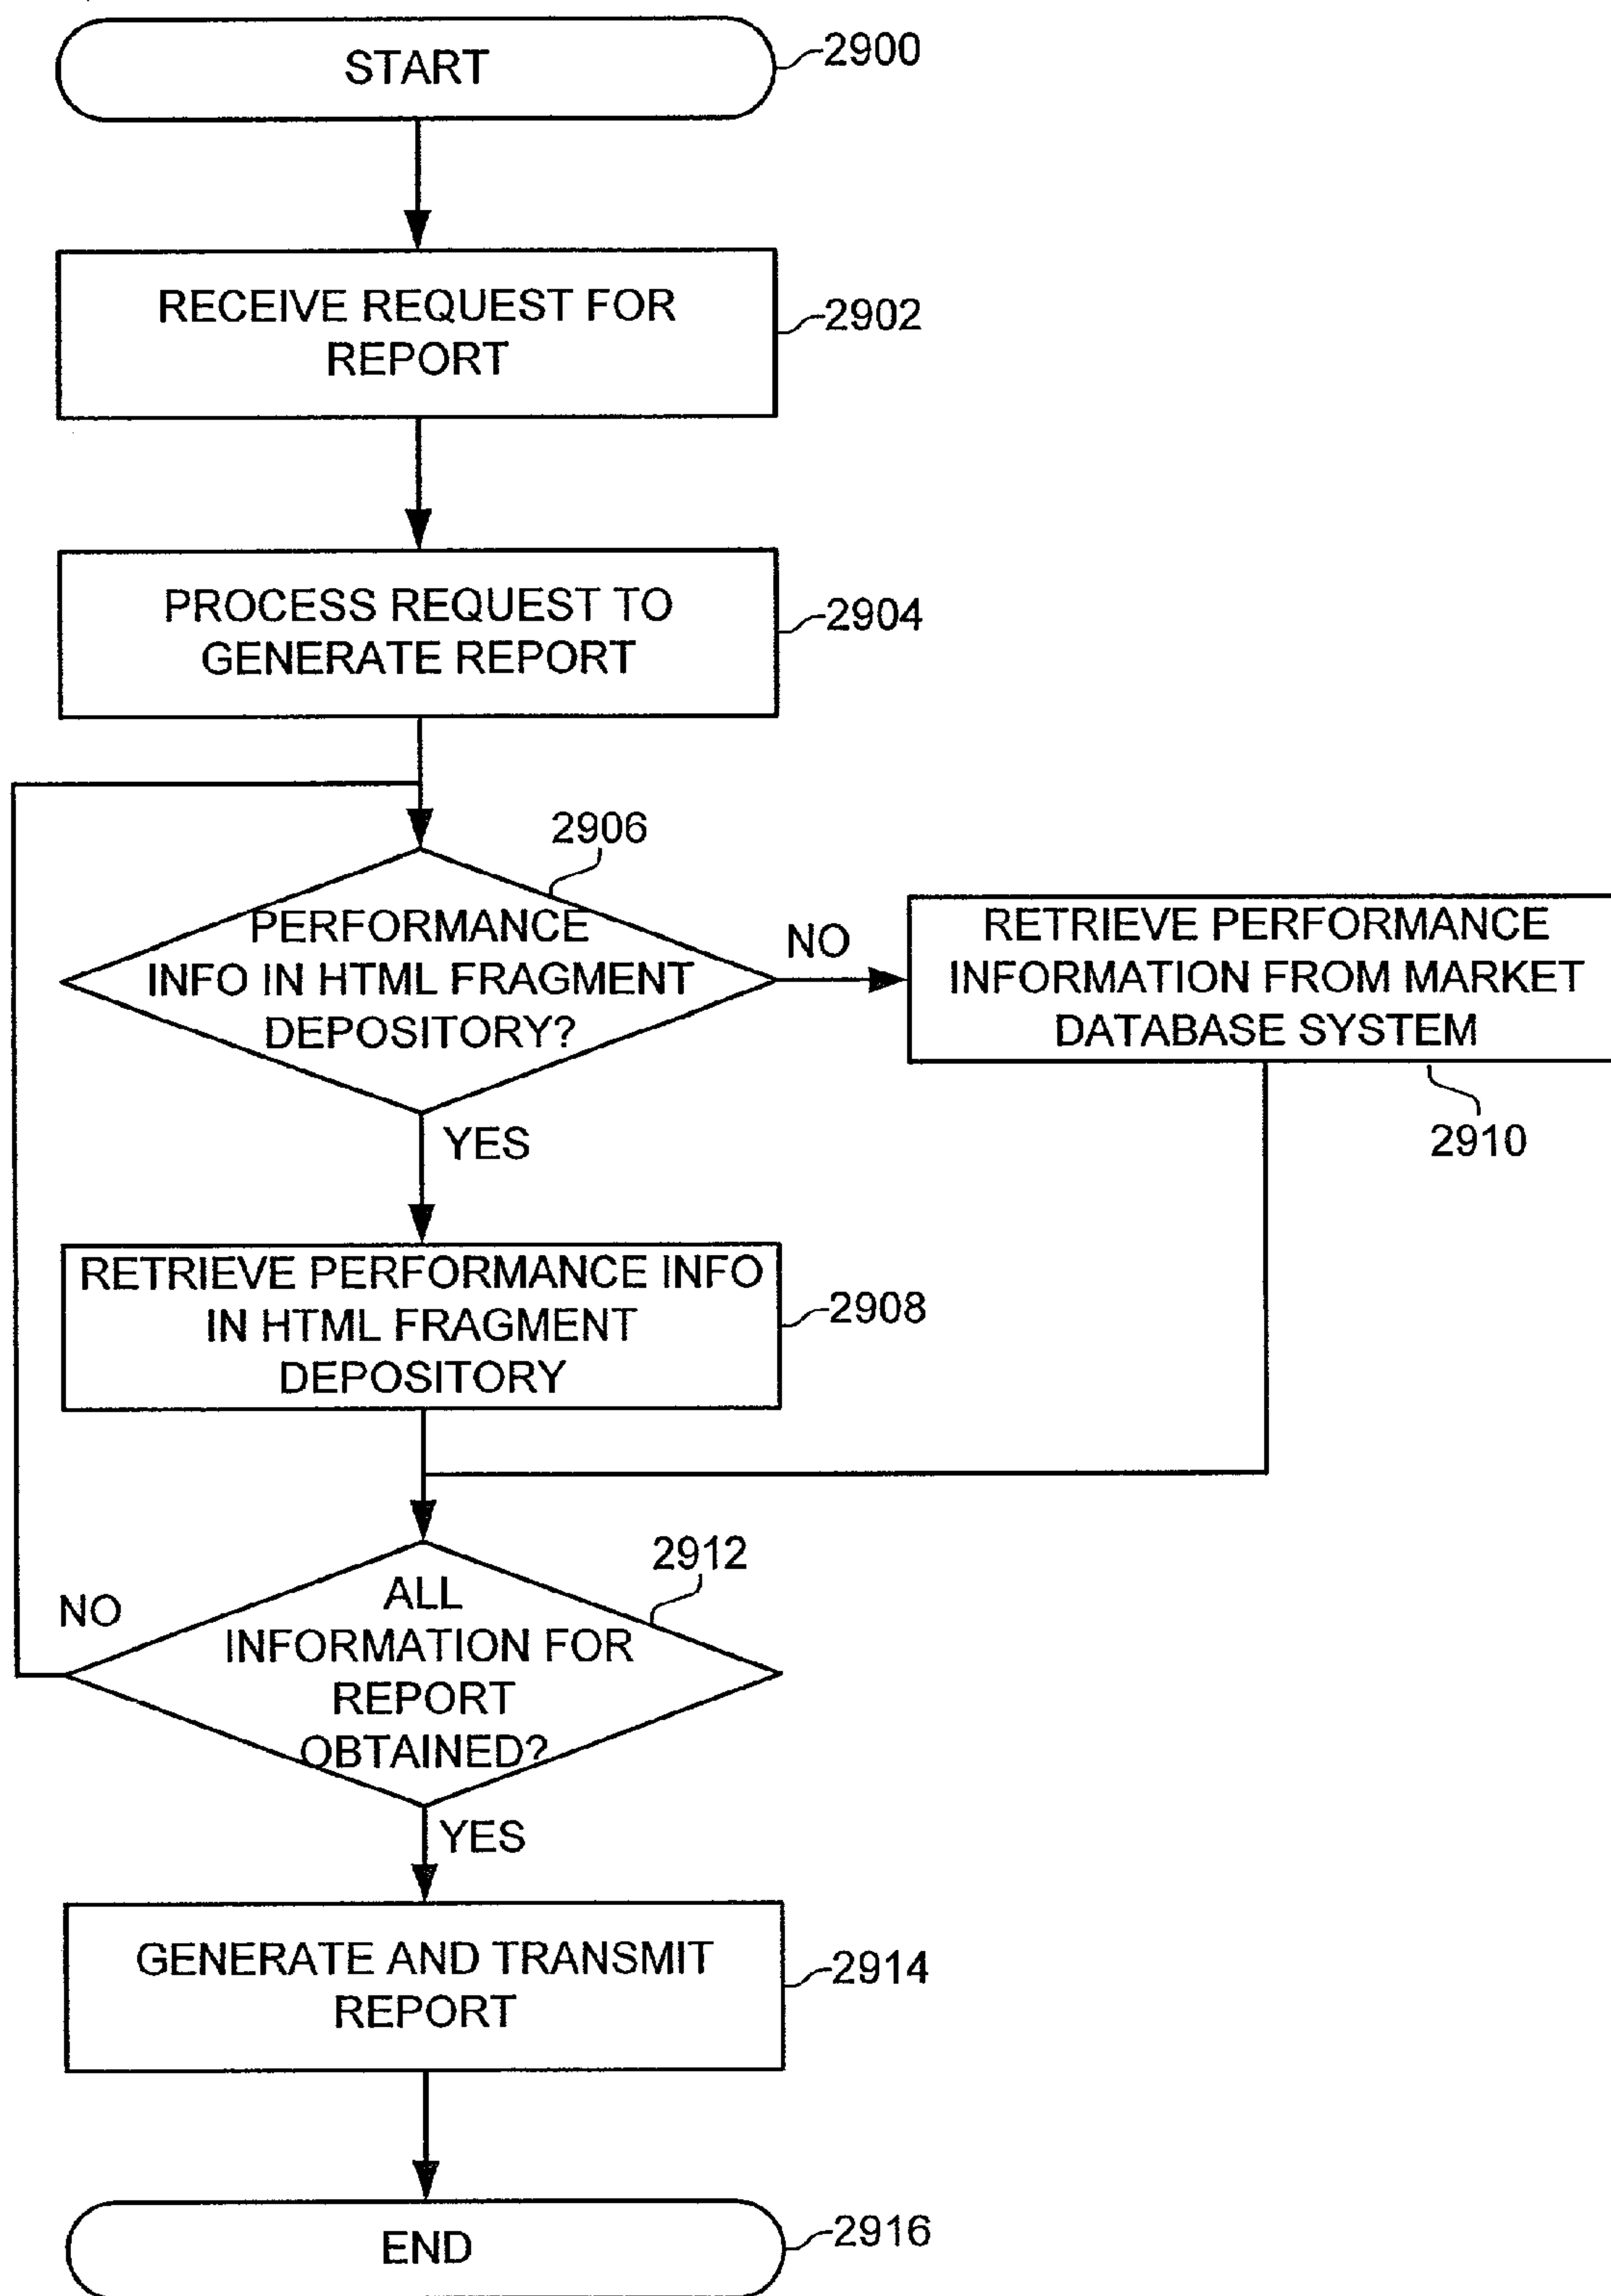 START
2900
RECEIVE REQUEST FOR
REPORT
2902
PROCESS REQUEST TO
GENERATE REPORT
2904
2906
PERFORMANCE
INFO IN HTML FRAGMENT
DEPOSITORY?
NO
RETRIEVE PERFORMANCE
INFORMATION FROM MARKET
DATABASE SYSTEM
2910
YES
RETRIEVE PERFORMANCE INFO
IN HTML FRAGMENT
DEPOSITORY
2908
2912
NO
ALL
INFORMATION FOR
REPORT
OBTAINED?
YES
GENERATE AND TRANSMIT
REPORT
2914
END
2916